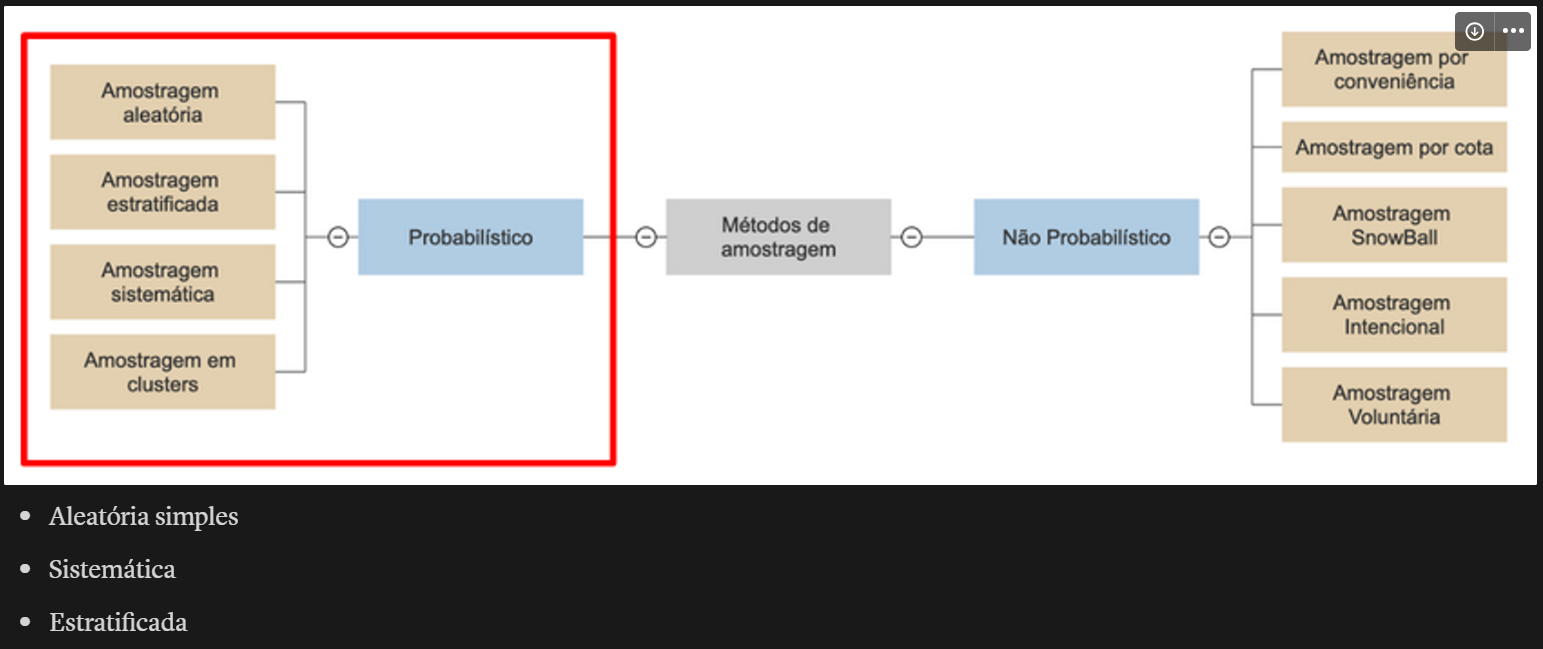 Amostragem
aleatória
Amostragem
estratificada
Amostragem
sistemática
Amostragem em
clusters
Probabilístico
Métodos de
amostragem
Não Probabilístico
Amostragem por
conveniência
Amostragem por cota
Amostragem
SnowBall
Amostragem
Intencional
Amostragem
Voluntária
• Aleatória simples
• Sistemática
• Estratificada